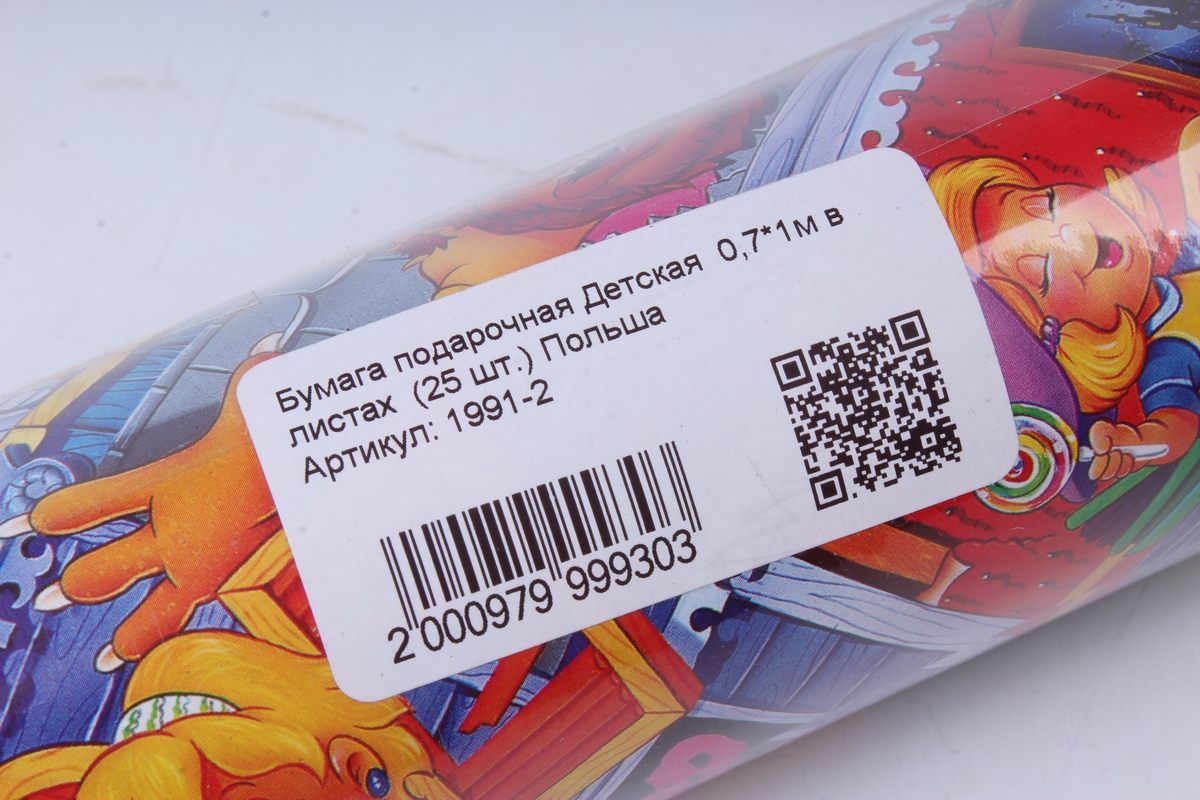 Бумага подарочная Детская 0,7*1м в
листах (25 шт.) Польша
Артикул: 1991-2
2 000979 999303